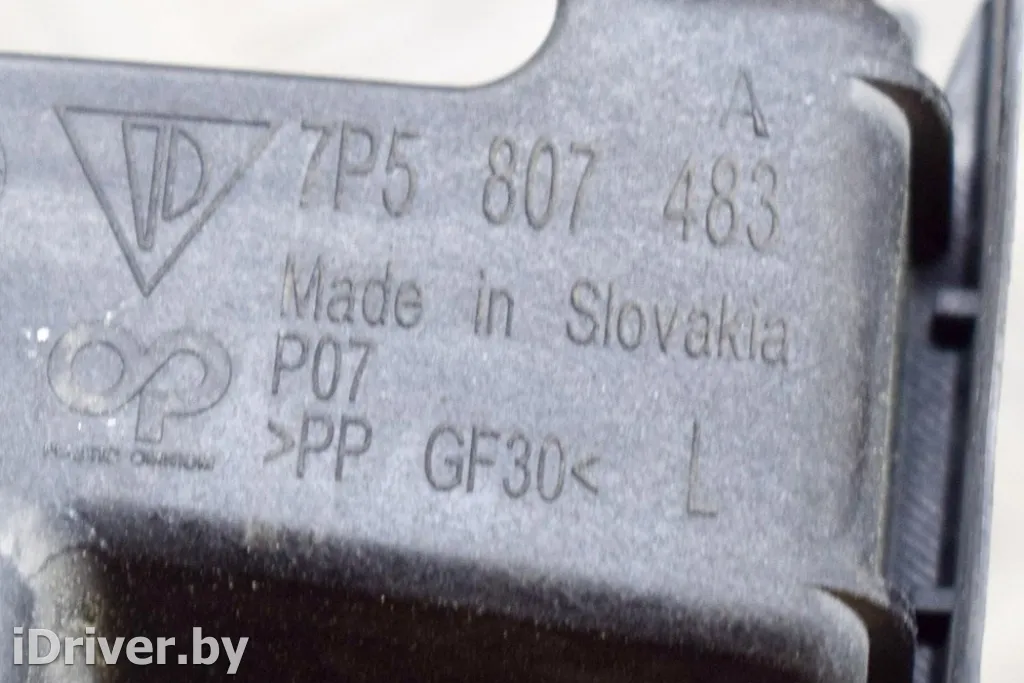 A
7P5 807 483
Made in Slovakia
P07
>PP GF30< L
iDriver.by